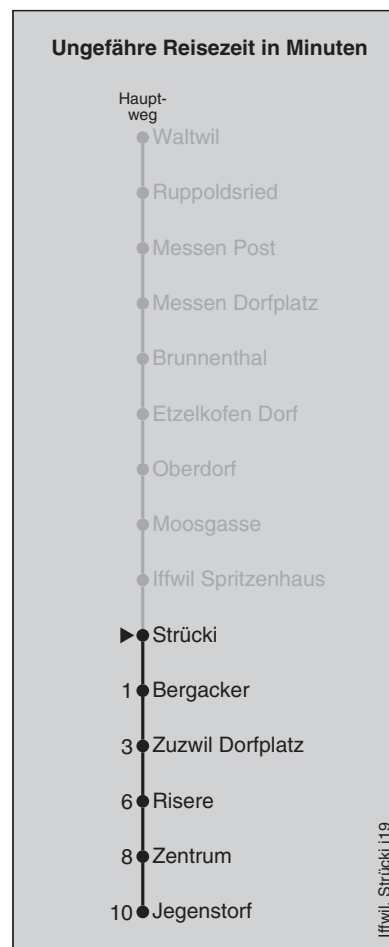 Ungefähre Reisezeit in Minuten
Haupt-
weg
Waltwil
Ruppoldsried
Messen Post
Messen Dorfplatz
Brunnenthal
Etzelkofen Dorf
Oberdorf
Moosgasse
Iffwil Spritzenhaus
Strücki
1 Bergacker
3 Zuzwil Dorfplatz
6 Risere
8 Zentrum
10 Jegenstorf
Iffwil, Strücki j19